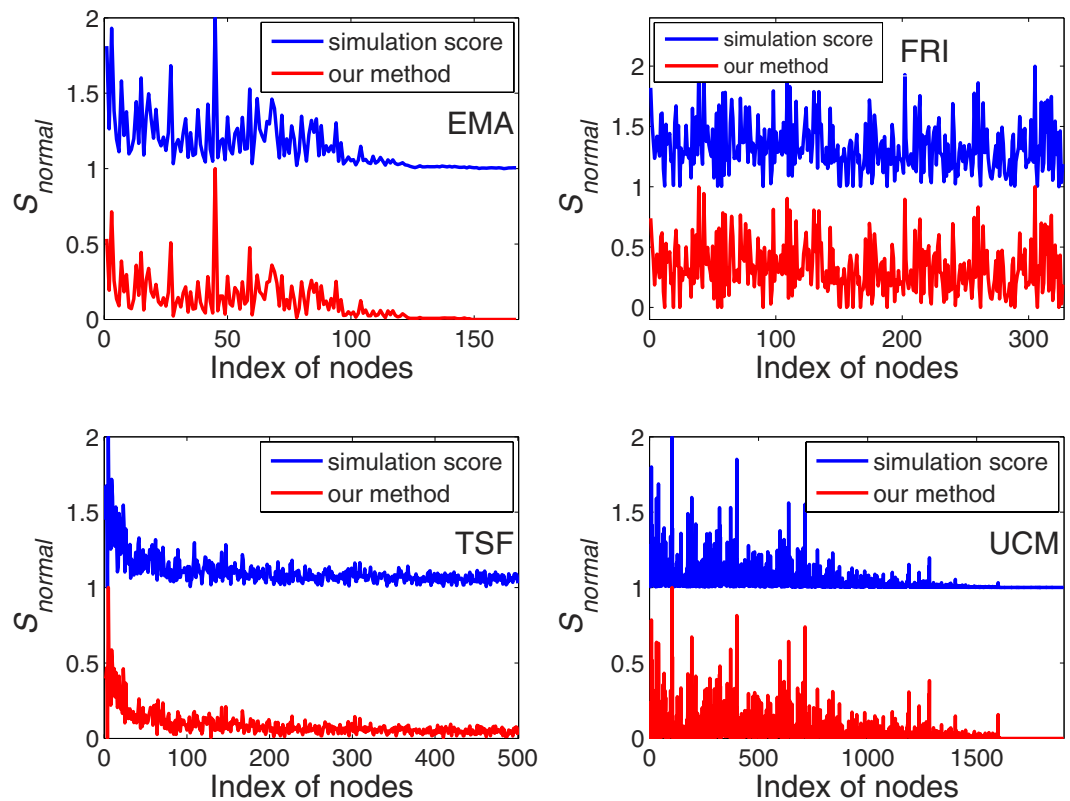 2
1.5
1
0.5
0
S_normal
simulation score
our method
EMA
0
50
100
150
Index of nodes
2
1.5
1
0.5
0
S_normal
simulation score
our method
FRI
0
100
200
300
Index of nodes
2
1.5
1
0.5
0
S_normal
simulation score
our method
TSF
0
100
200
300
400
500
Index of nodes
2
1.5
1
0.5
0
S_normal
simulation score
our method
UCM
0
500
1000
1500
Index of nodes